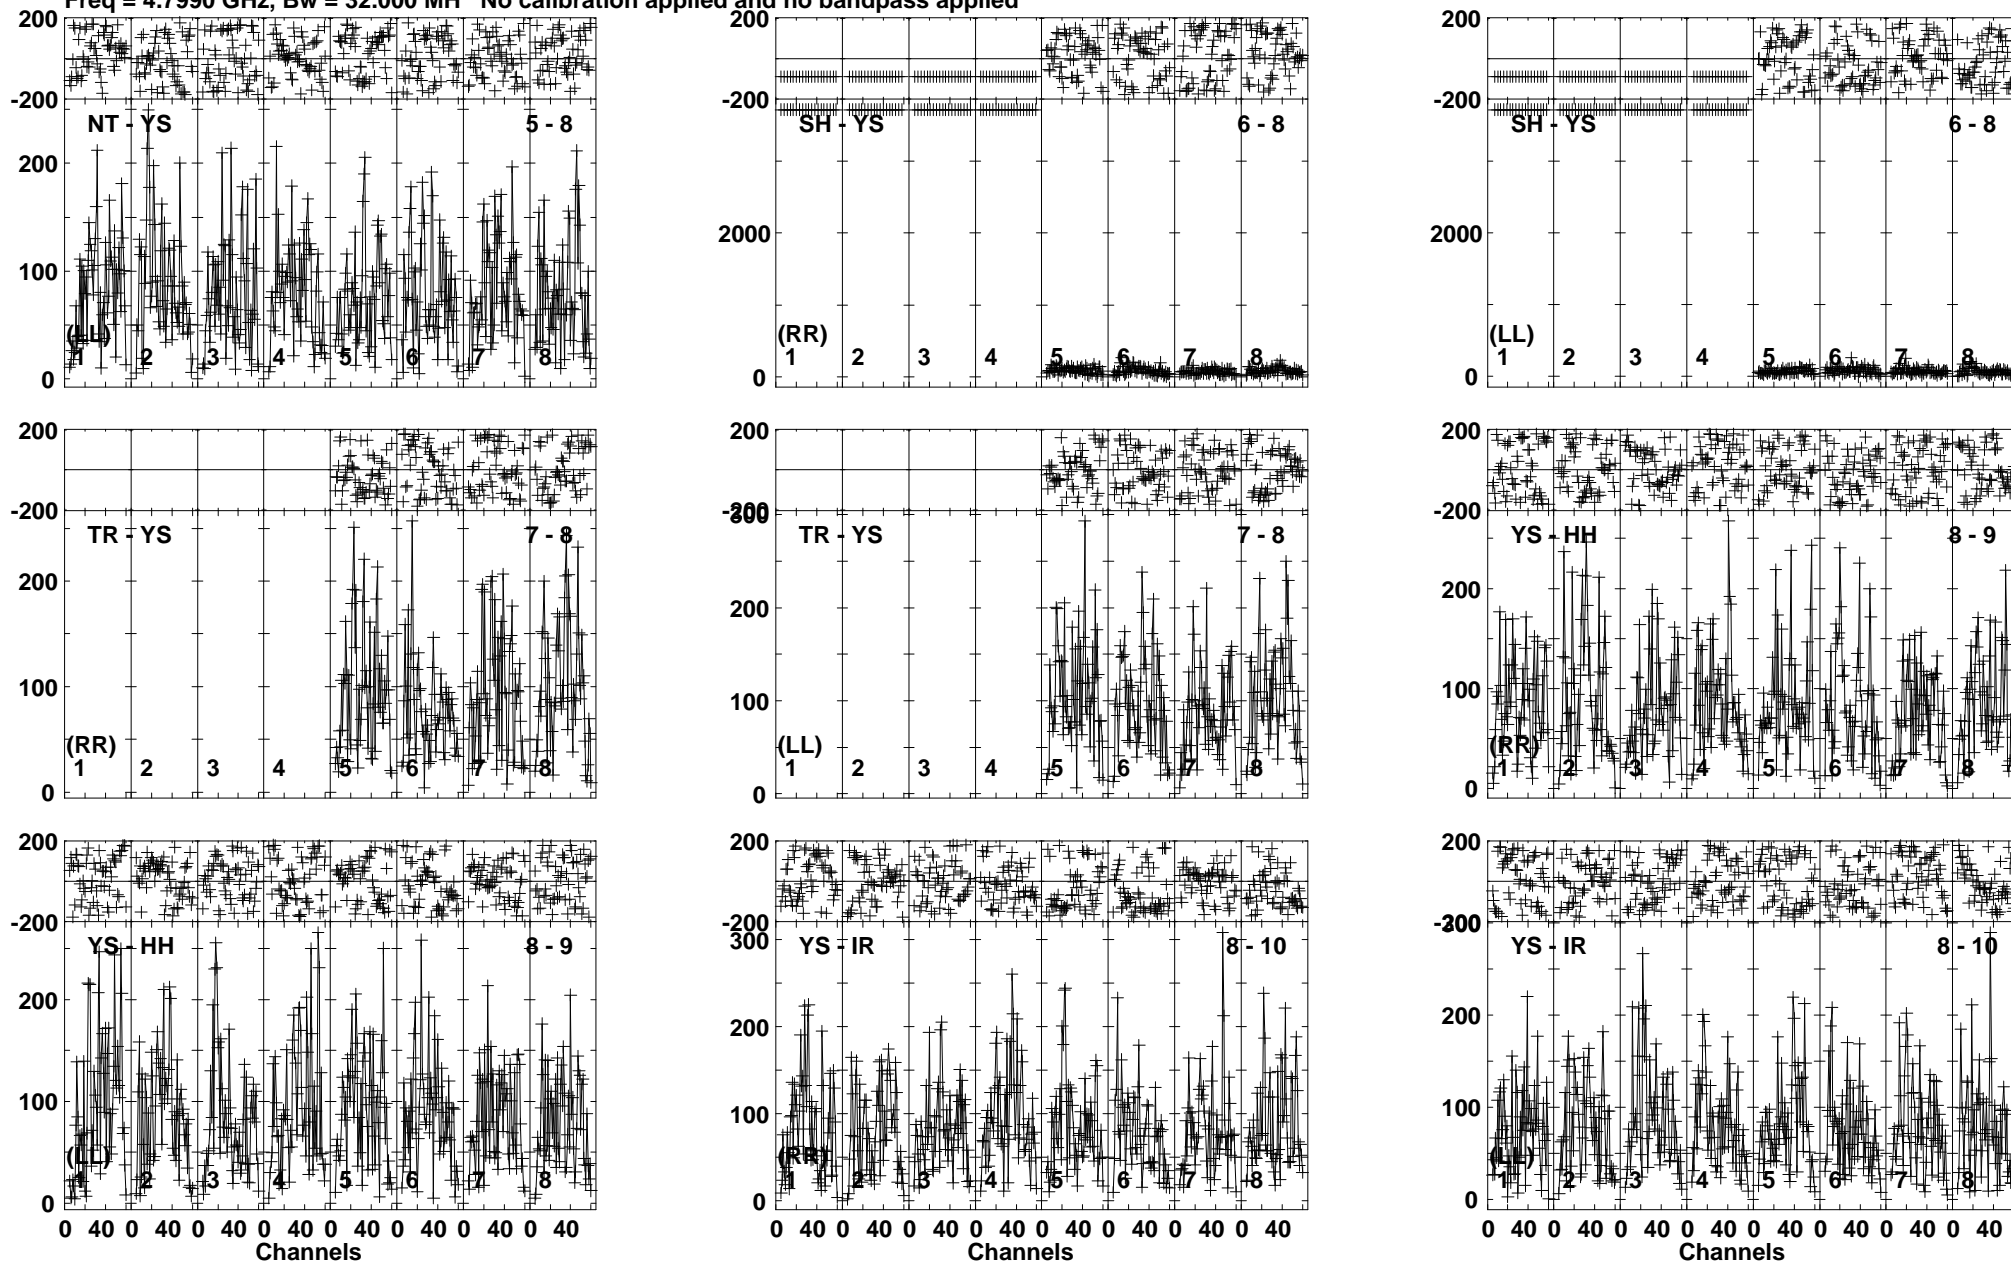 Freq = 4.7990 GHz, Bw = 32.000 MH No calibration applied and no bandpass applied
200 200 200
-200 -200 -200
NT - YS 5 - 8 SH - YS 6 - 8 SH - YS 6 - 8
200
2000 2000
100
(LL) (RR) (LL)
1 2 3 4 5 6 7 8 1 2 3 4 5 6 7 8 1 2 3 4 5 6 7 8
0 0 0
200 200 200
-200 -200 -200
300
TR - YS 7 - 8 TR - YS 7 - 8 YS - HH 8 - 9
200 200 200
100 100 100
(RR) (LL) (RR)
1 2 3 4 5 6 7 8 1 2 3 4 5 6 7 8 1 2 3 4 5 6 7 8
0 0 0
200 200 200
-200 -200 -200
300 300
YS - HH 8 - 9 YS - IR 8 - 10 YS - IR 8 - 10
200 200 200
100 100 100
(LL) (RR) (LL)
1 2 3 4 5 6 7 8 1 2 3 4 5 6 7 8 1 2 3 4 5 6 7 8
0 0 0
0 40 0 40 0 40 0 40 0 40 0 40 0 40 0 40 0 40 0 40 0 40 0 40 0 40 0 40 0 40 0 40 0 40 0 40 0 40 0 40 0 40 0 40 0 40 0 40
Channels Channels Channels